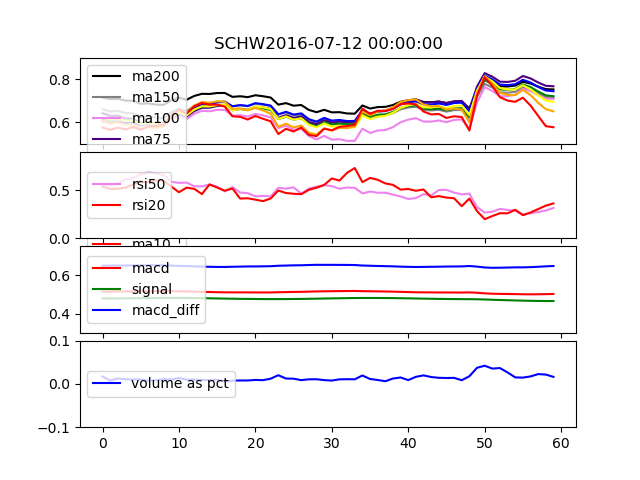 SCHW2016-07-12 00:00:00
0.8
0.6
ma200
ma150
ma100
ma75
0.5
0.0
rsi50
rsi20
ma10
0.6
0.4
macd
signal
macd_diff
0.1
0.0
−0.1
volume as pct
0 10 20 30 40 50 60